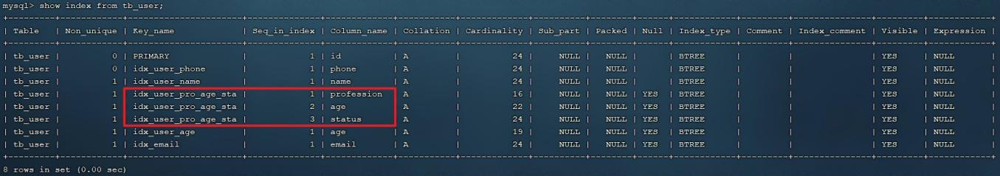 mysql> show index from tb_user;
+---------+------------+----------------------+--------------+-------------+-----------+-------------+----------+--------+------+------------+---------+---------------+---------+------------+
| Table | Non_unique | Key_name | Seq_in_index | Column_name | Collation | Cardinality | Sub_part | Packed | Null | Index_type | Comment | Index_comment | Visible | Expression |
+---------+------------+----------------------+--------------+-------------+-----------+-------------+----------+--------+------+------------+---------+---------------+---------+------------+
| tb_user | 0 | PRIMARY | 1 | id | A | 24 | NULL | NULL | | BTREE | | | YES | NULL |
| tb_user | 0 | idx_user_phone | 1 | phone | A | 24 | NULL | NULL | | BTREE | | | YES | NULL |
| tb_user | 1 | idx_user_name | 1 | name | A | 24 | NULL | NULL | | BTREE | | | YES | NULL |
| tb_user | 1 | idx_user_pro_age_sta | 1 | profession | A | 16 | NULL | NULL | YES | BTREE | | | YES | NULL |
| tb_user | 1 | idx_user_pro_age_sta | 2 | age | A | 22 | NULL | NULL | YES | BTREE | | | YES | NULL |
| tb_user | 1 | idx_user_pro_age_sta | 3 | status | A | 24 | NULL | NULL | YES | BTREE | | | YES | NULL |
| tb_user | 1 | idx_user_age | 1 | age | A | 19 | NULL | NULL | YES | BTREE | | | YES | NULL |
| tb_user | 1 | idx_email | 1 | email | A | 24 | NULL | NULL | YES | BTREE | | | YES | NULL |
+---------+------------+----------------------+--------------+-------------+-----------+-------------+----------+--------+------+------------+---------+---------------+---------+------------+
8 rows in set (0.00 sec)